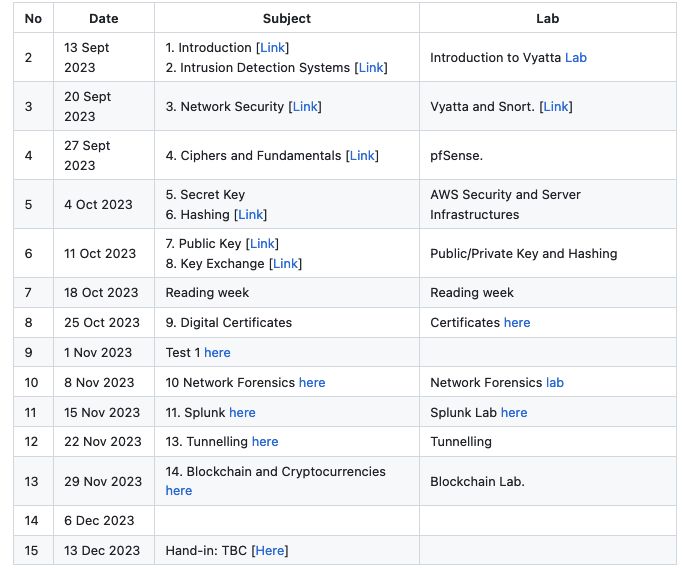 No Date Subject Lab
2 13 Sept 2023 1. Introduction [Link] Introduction to Vyatta Lab
2. Intrusion Detection Systems [Link]
3 20 Sept 2023 3. Network Security [Link] Vyatta and Snort. [Link]
4 27 Sept 2023 4. Ciphers and Fundamentals [Link] pfSense.
5 4 Oct 2023 5. Secret Key AWS Security and Server Infrastructures
6. Hashing [Link]
6 11 Oct 2023 7. Public Key [Link] Public/Private Key and Hashing
8. Key Exchange [Link]
7 18 Oct 2023 Reading week Reading week
8 25 Oct 2023 9. Digital Certificates Certificates here
9 1 Nov 2023 Test 1 here
10 8 Nov 2023 10 Network Forensics here Network Forensics lab
11 15 Nov 2023 11. Splunk here Splunk Lab here
12 22 Nov 2023 13. Tunnelling here Tunnelling
13 29 Nov 2023 14. Blockchain and Cryptocurrencies here Blockchain Lab.
14 6 Dec 2023
15 13 Dec 2023 Hand-in: TBC [Here]